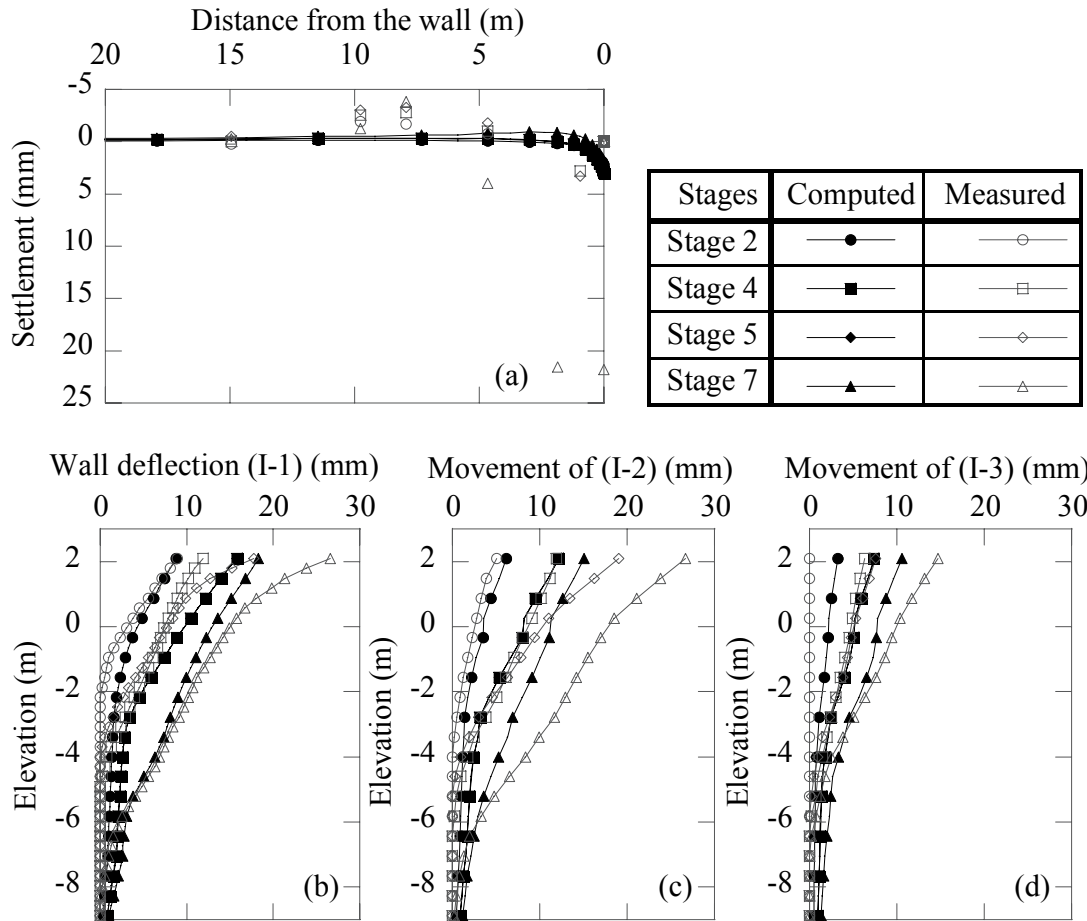 Distance from the wall (m)
20 15 10 5 0
-5
0
5
10
15
20
25
Settlement (mm)
(a)
Stages Computed Measured
Stage 2
Stage 4
Stage 5
Stage 7
Wall deflection (I-1) (mm)
0 10 20 30
2
0
-2
-4
-6
-8
Elevation (m)
(b)
Movement of (I-2) (mm)
0 10 20 30
2
0
-2
-4
-6
-8
Elevation (m)
(c)
Movement of (I-3) (mm)
0 10 20 30
2
0
-2
-4
-6
-8
Elevation (m)
(d)